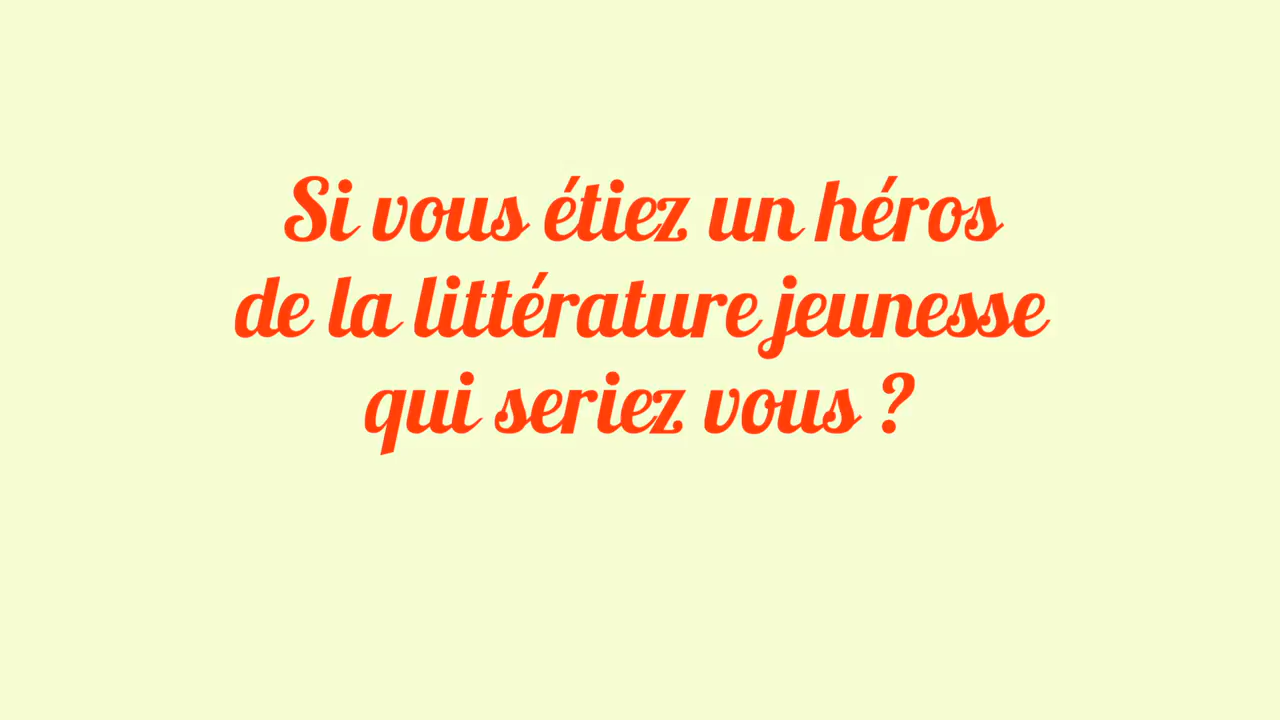 Si vous étiez un héros
de la littérature jeunesse
qui seriez vous ?